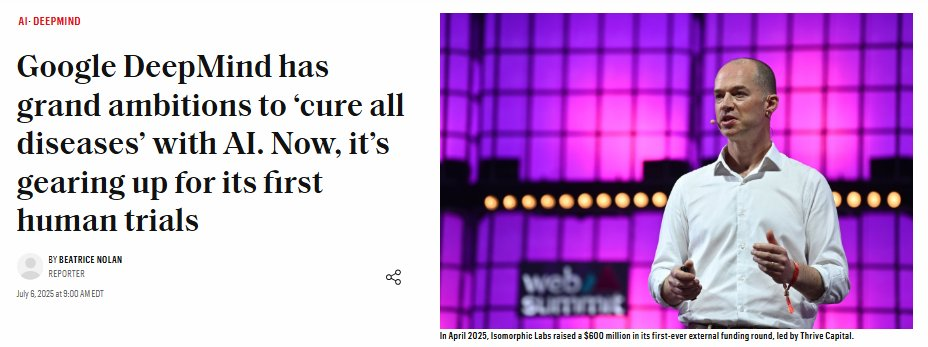 AI· DEEPMIND
Google DeepMind has
grand ambitions to ‘cure all
diseases’ with AI. Now, it’s
gearing up for its first
human trials
BY BEATRICE NOLAN
REPORTER
July 6, 2025 at 9:00 AM EDT
web
summit
In April 2025, Isomorphic Labs raised a $600 million in its first-ever external funding round, led by Thrive Capital.